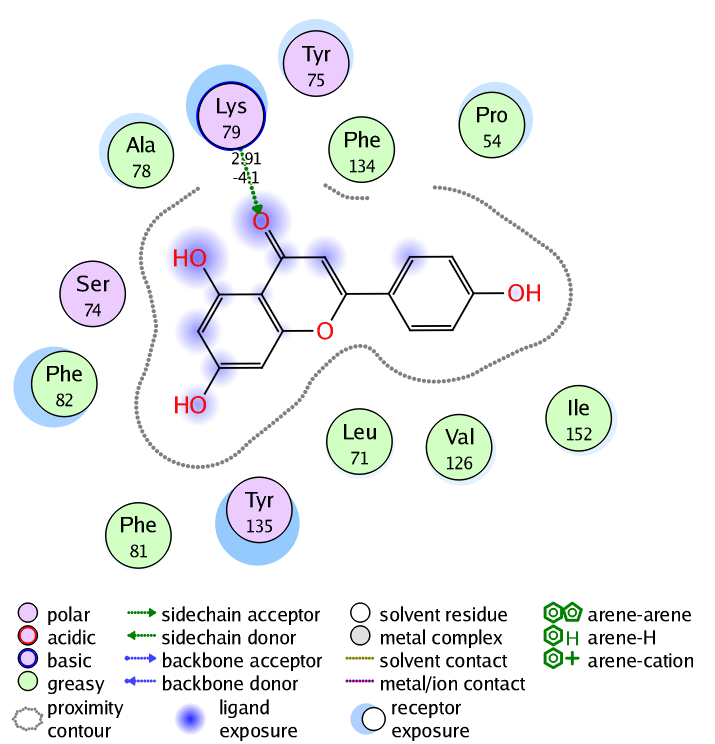 Tyr
75
Lys
79
Pro
54
Phe
134
Ala
78
2.91
-4.1
O
HO
Ser
74
OH
O
Phe
82
HO
Ile
152
Leu
71
Val
126
Tyr
135
Phe
81
polar
sidechain acceptor
solvent residue
arene-arene
acidic
sidechain donor
metal complex
H arene-H
basic
backbone acceptor
solvent contact
+ arene-cation
greasy
backbone donor
metal/ion contact
proximity
contour
ligand
exposure
receptor
exposure